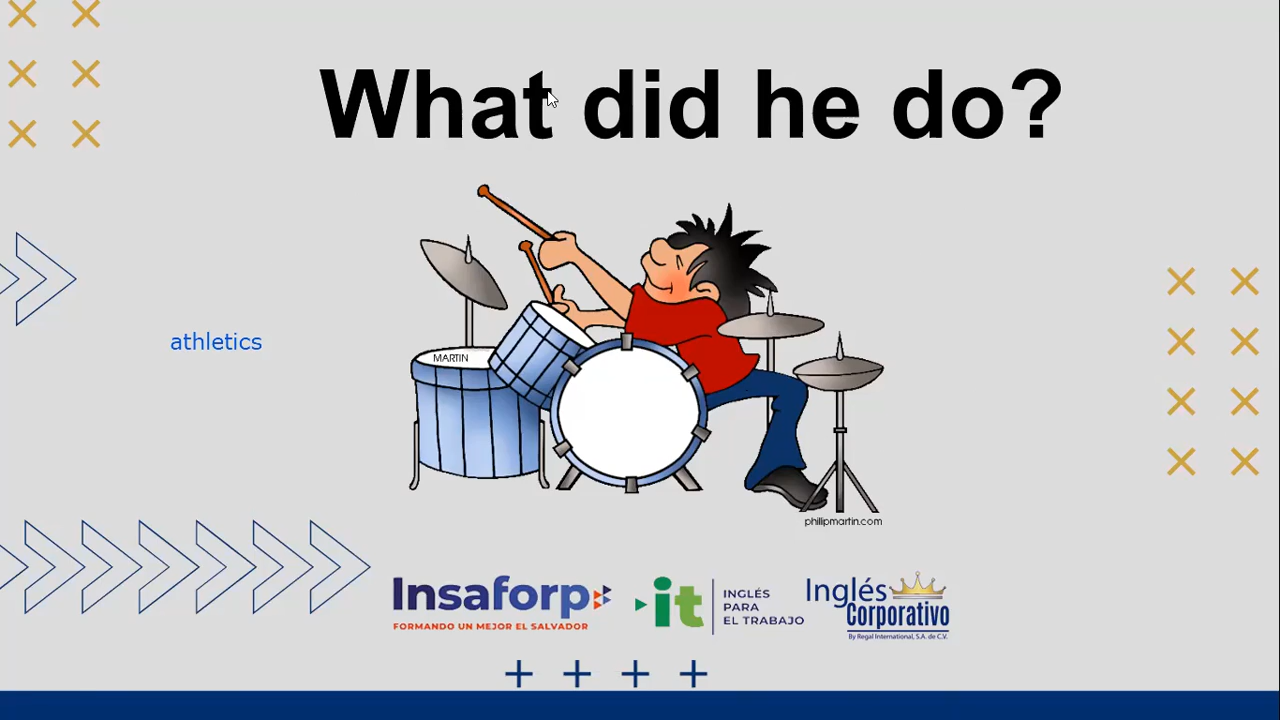 What did he do?
athletics
MARTIN
philipmartin.com
Insaforp
FORMANDO UN MEJOR EL SALVADOR
it
INGLÉS
PARA
EL TRABAJO
Inglés
Corporativo
By Regal International, S.A. de C.V.